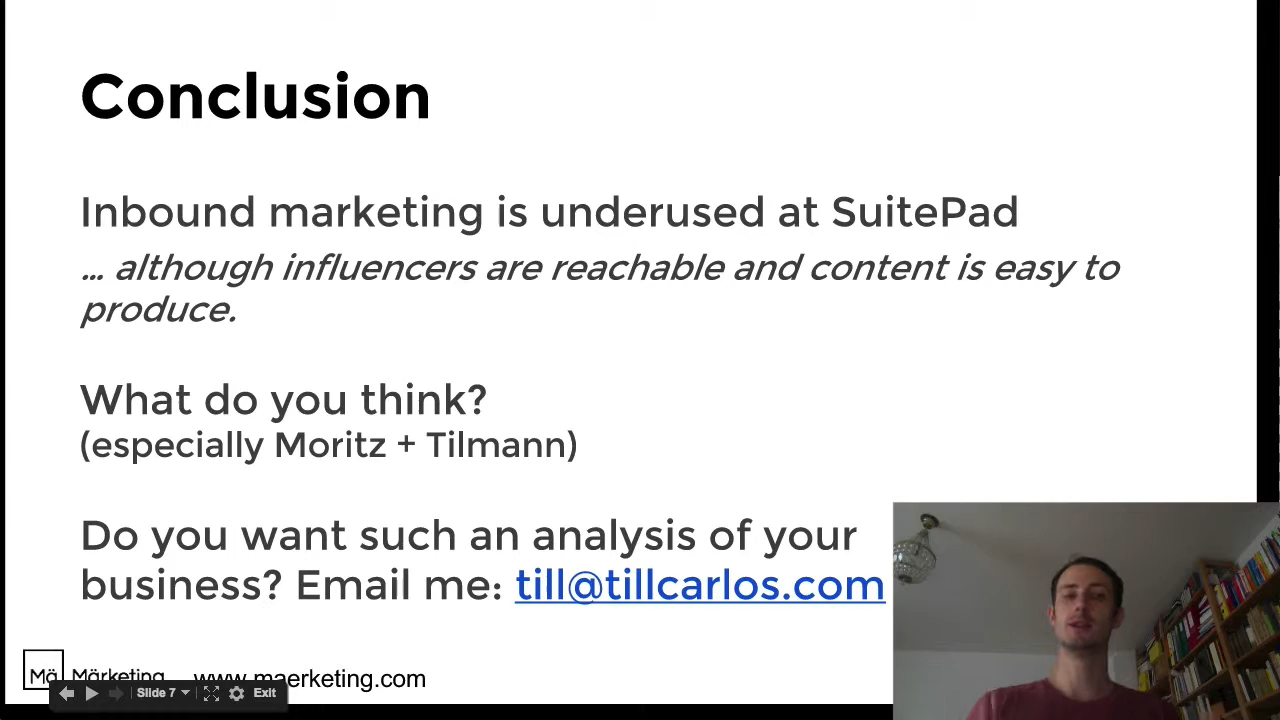 Conclusion
Inbound marketing is underused at SuitePad
... although influencers are reachable and content is easy to
produce.
What do you think?
(especially Moritz + Tilmann)
Do you want such an analysis of your
business? Email me: till@tillcarlos.com
Mä Märketing www.maerketing.com
Slide 7 Exit